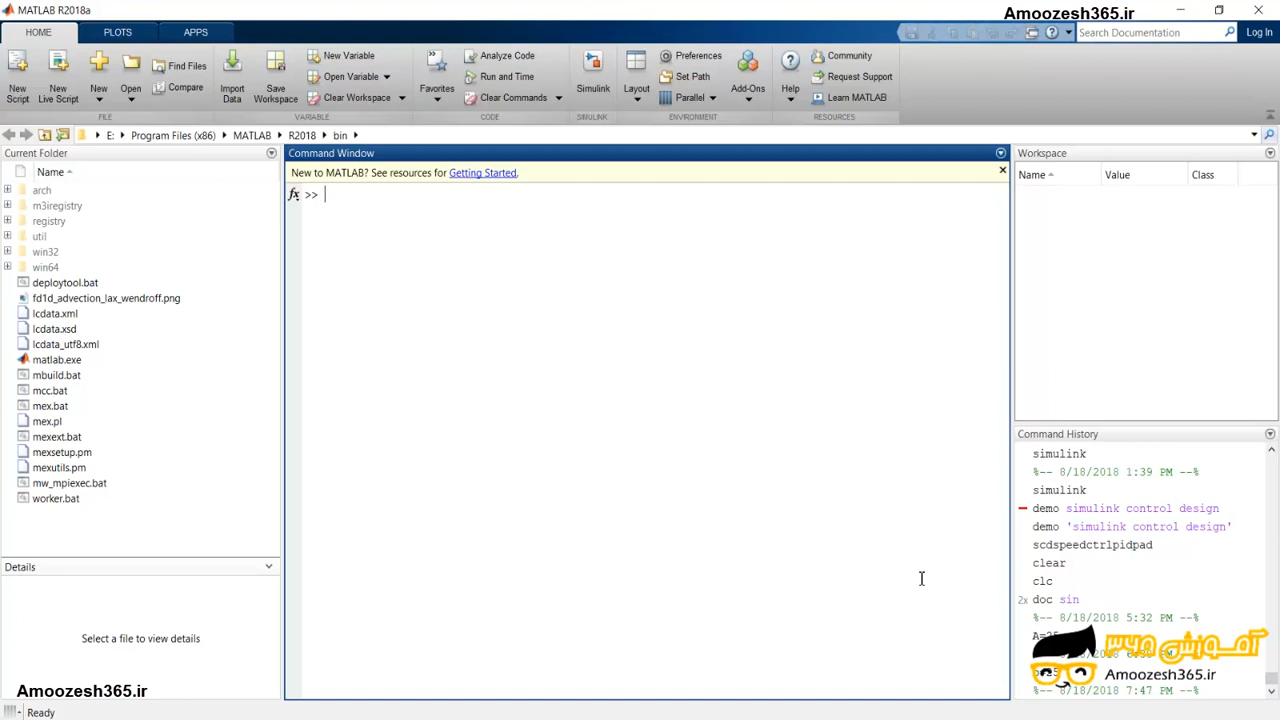 MATLAB R2018a
Amoozesh365.ir
HOME
PLOTS
APPS
Search Documentation
Log In
New Script
New Live Script
New
Open
Find Files
Compare
Import Data
Save Workspace
New Variable
Open Variable
Clear Workspace
Favorites
Analyze Code
Run and Time
Clear Commands
Simulink
Layout
Preferences
Set Path
Parallel
Add-Ons
Help
Community
Request Support
Learn MATLAB
FILE
VARIABLE
CODE
SIMULINK
ENVIRONMENT
RESOURCES
E: Program Files (x86) MATLAB R2018 bin
Current Folder
Name
arch
m3iregistry
registry
util
win32
win64
deploytool.bat
fd1d_advection_lax_wendroff.png
lcdata.xml
lcdata.xsd
lcdata_utf8.xml
matlab.exe
mbuild.bat
mcc.bat
mex.bat
mex.pl
mexext.bat
mexsetup.pm
mexutils.pm
mw_mpiexec.bat
worker.bat
Details
Select a file to view details
Amoozesh365.ir
Ready
Command Window
New to MATLAB? See resources for Getting Started.
fx >>
Workspace
Name Value Class
Command History
simulink
%-- 8/18/2018 1:39 PM --%
simulink
demo simulink control design
demo 'simulink control design'
scdspeedctrlpidpad
clear
clc
2x doc sin
%-- 8/18/2018 5:32 PM --%
%-- 8/18/2018 7:47 PM --%
آموزش ۳۶۵
Amoozesh365.ir